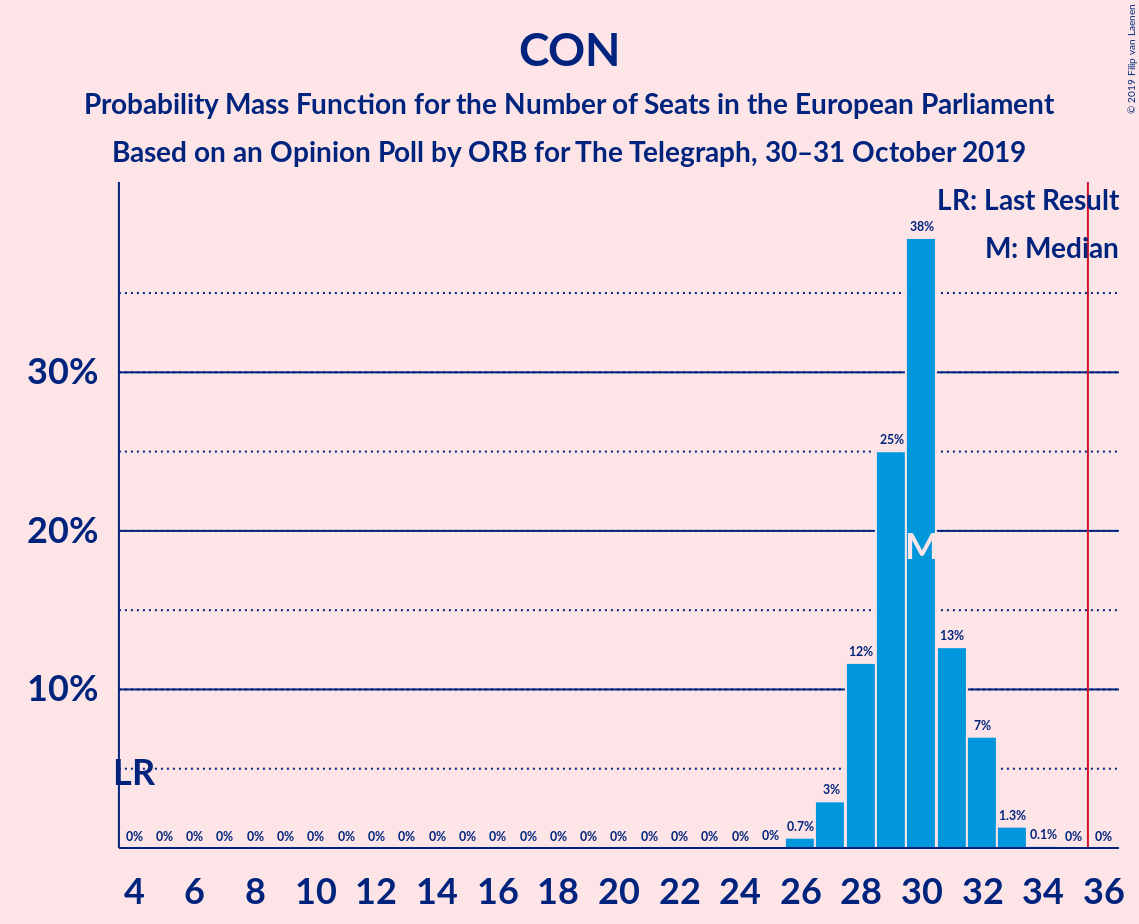 CON
Probability Mass Function for the Number of Seats in the European Parliament
Based on an Opinion Poll by ORB for The Telegraph, 30–31 October 2019
© 2019 Filip van Laenen
LR: Last Result
M: Median
38%
30%
25%
20%
M
13%
12%
10%
7%
LR
3%
0% 0% 0% 0% 0% 0% 0% 0% 0% 0% 0% 0% 0% 0% 0% 0% 0% 0% 0% 0% 0% 0% 0.7% 1.3% 0.1% 0% 0%
4 6 8 10 12 14 16 18 20 22 24 26 28 30 32 34 36